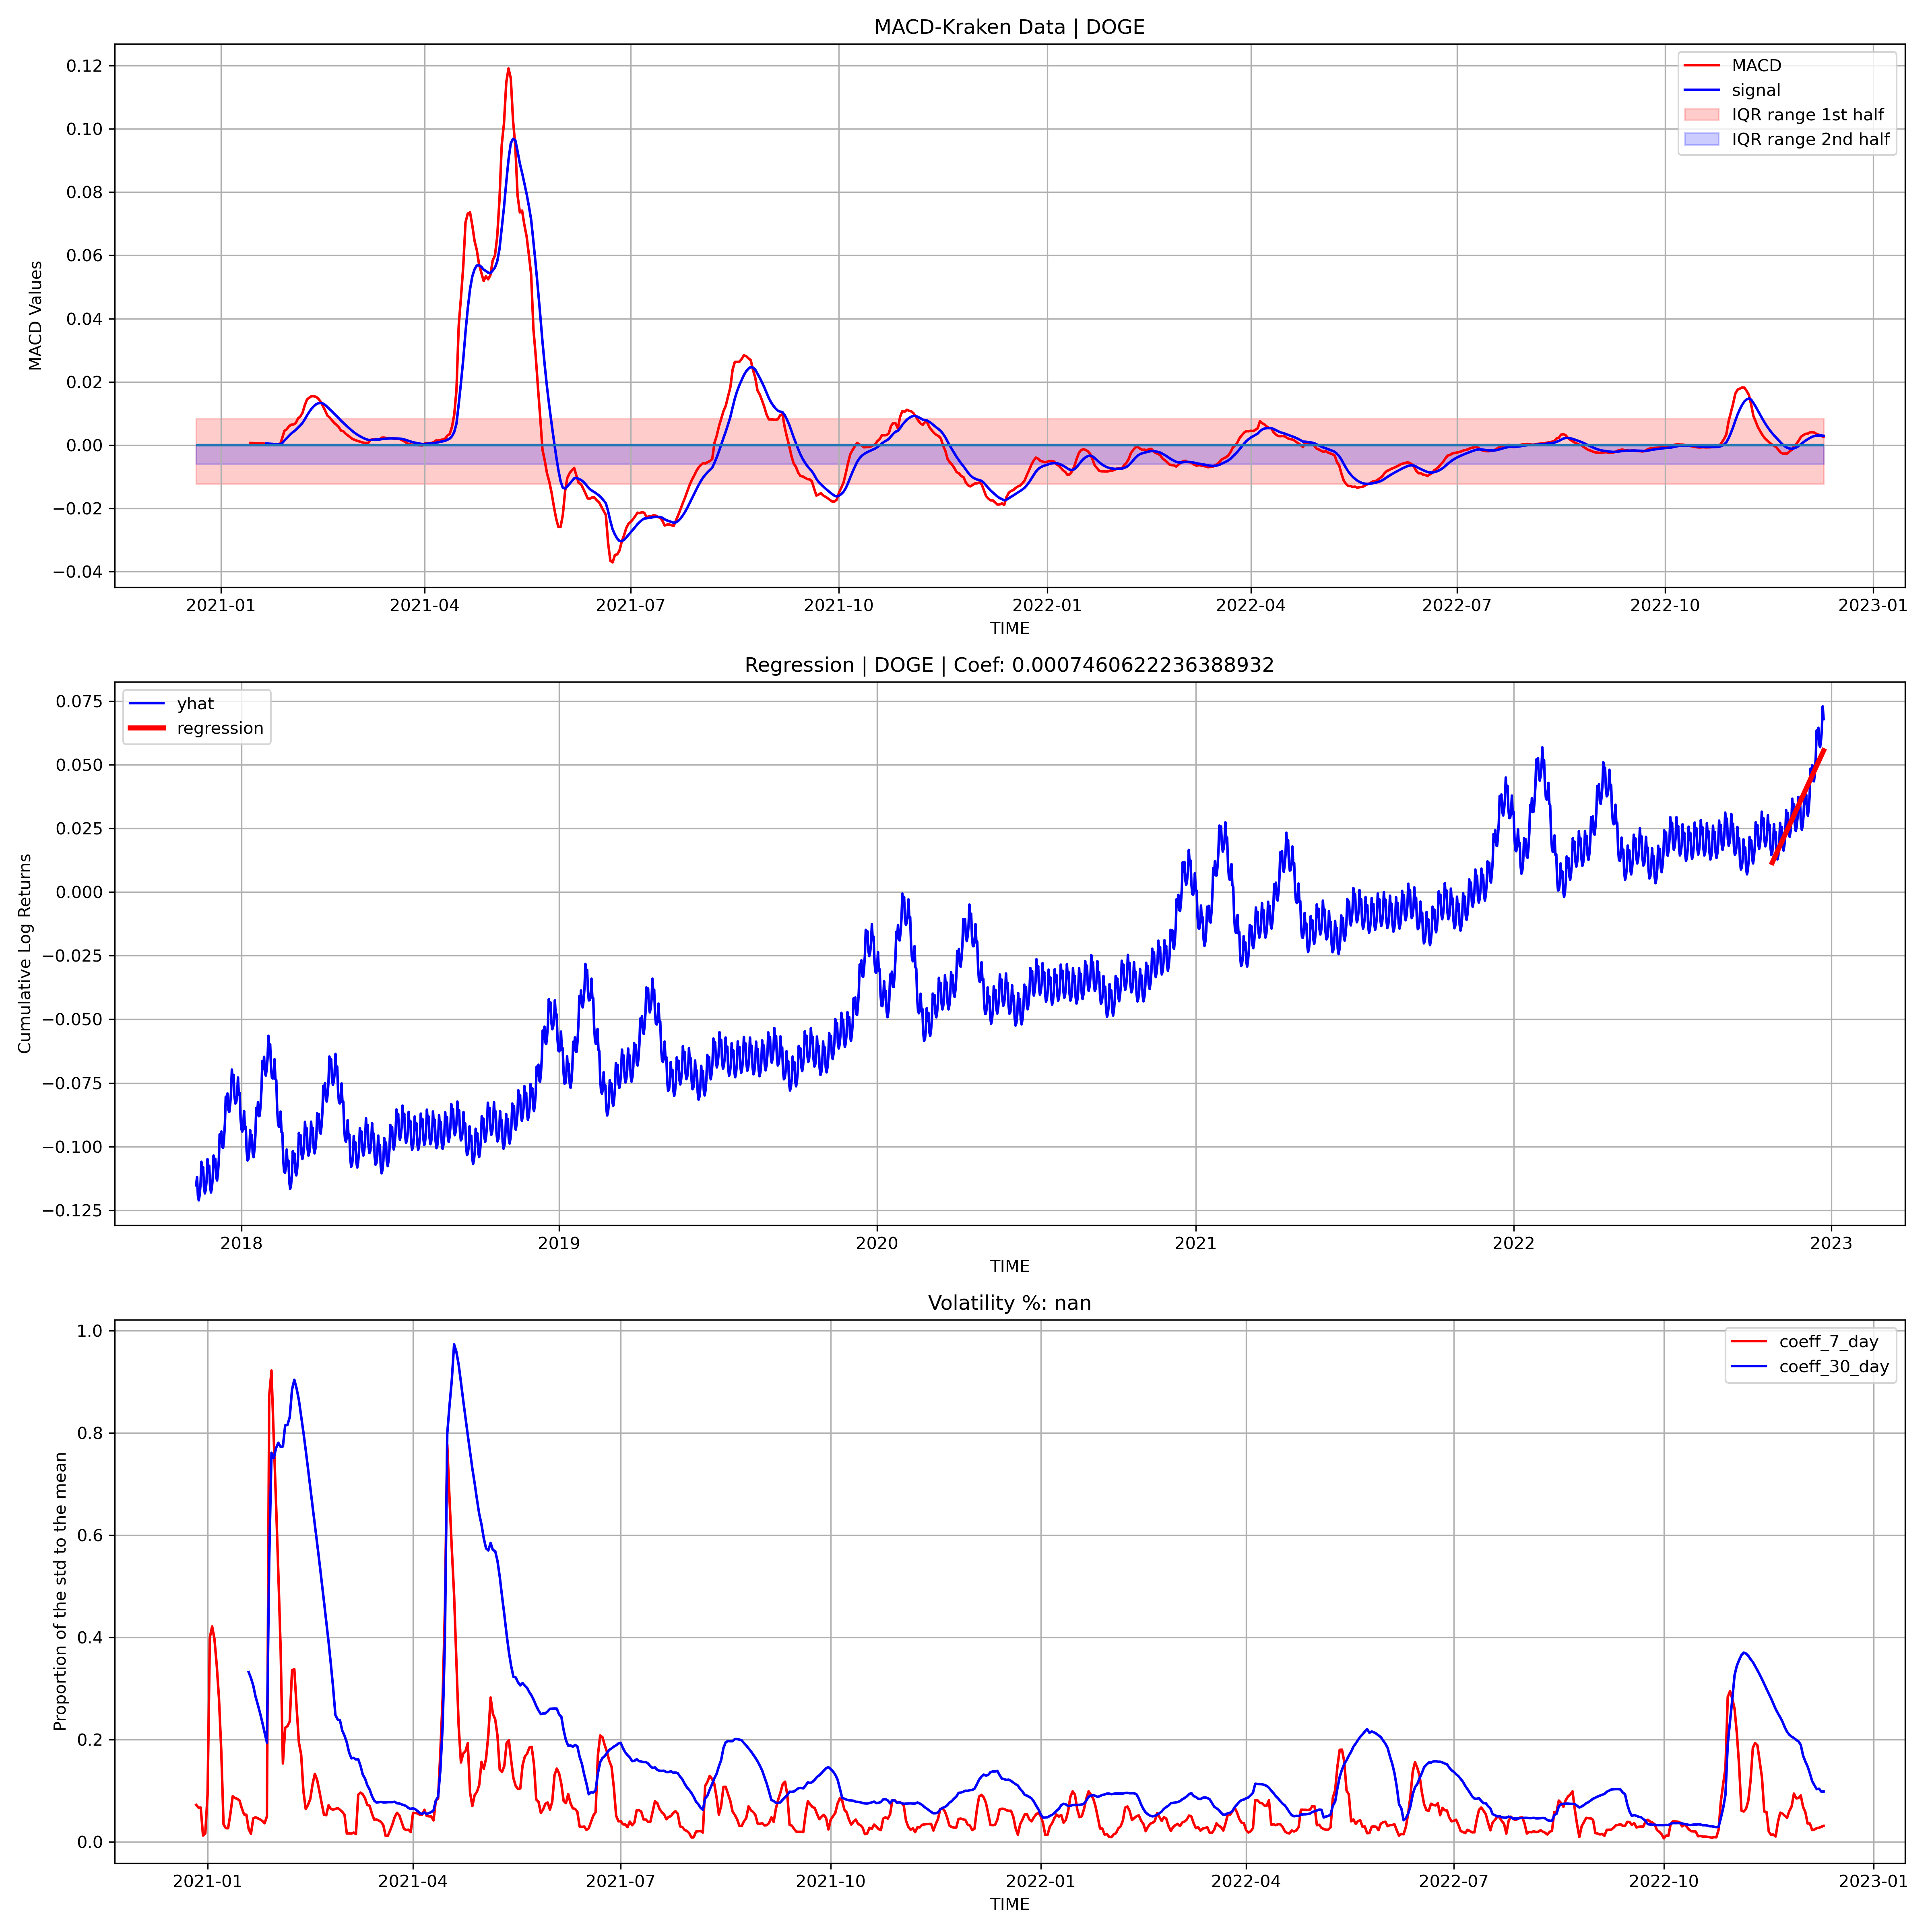 MACD-Kraken Data | DOGE
MACD
signal
IQR range 1st half
IQR range 2nd half
MACD Values
0.12
0.10
0.08
0.06
0.04
0.02
0.00
−0.02
−0.04
2021-01 2021-04 2021-07 2021-10 2022-01 2022-04 2022-07 2022-10 2023-01
TIME
Regression | DOGE | Coef: 0.0007460622236388932
yhat
regression
Cumulative Log Returns
0.075
0.050
0.025
0.000
−0.025
−0.050
−0.075
−0.100
−0.125
2018 2019 2020 2021 2022 2023
TIME
Volatility %: nan
coeff_7_day
coeff_30_day
Proportion of the std to the mean
1.0
0.8
0.6
0.4
0.2
0.0
2021-01 2021-04 2021-07 2021-10 2022-01 2022-04 2022-07 2022-10 2023-01
TIME